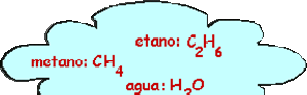 etano: C₂H₆
metano: CH₄
agua: H₂O